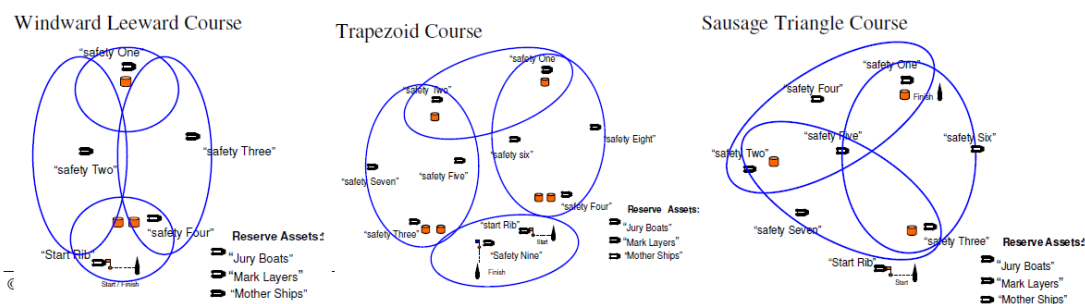 Windward Leeward Course
"safety One"
"safety Three"
"safety Two"
"safety Four"
"Start Rib"
Start / Finish
Reserve Assets:
"Jury Boats"
"Mark Layers"
"Mother Ships"
©
Trapezoid Course
"safety One
"safety Two"
"safety Eight"
"safety six"
"safety Seven"
"safety Five"
"safety Four"
"safety Three"
"start Rib"
Start
"Safety Nine"
Finish
Reserve Assets:
"Jury Boats"
"Mark Layers"
"Mother Ships"
Sausage Triangle Course
"safety One"
"safety Four"
Finish
"safety Five"
"safety Six"
"safety Two"
"safety Seven"
"safety Three"
"Start Rib"
Start
Reserve Assets:
"Jury Boats"
"Mark Layers"
"Mother Ships"